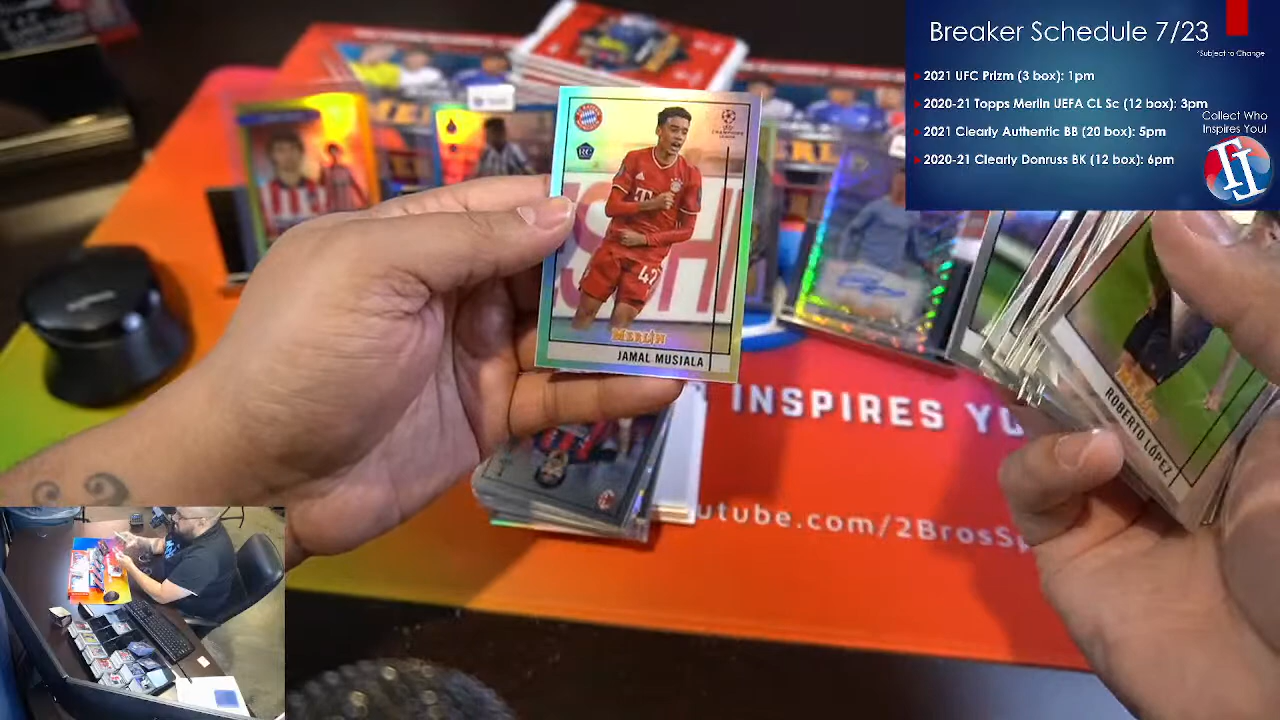 Breaker Schedule 7/23
*Subject to Change
2021 UFC Prizm (3 box): 1pm
2020-21 Topps Merlin UEFA CL Sc (12 box): 3pm
2021 Clearly Authentic BB (20 box): 5pm
2020-21 Clearly Donruss BK (12 box): 6pm
Collect Who
Inspires You!
RC
42
MERLIN
JAMAL MUSIALA
ROBERTO LÓPEZ
INSPIRES YO
utube.com/2BrosSp